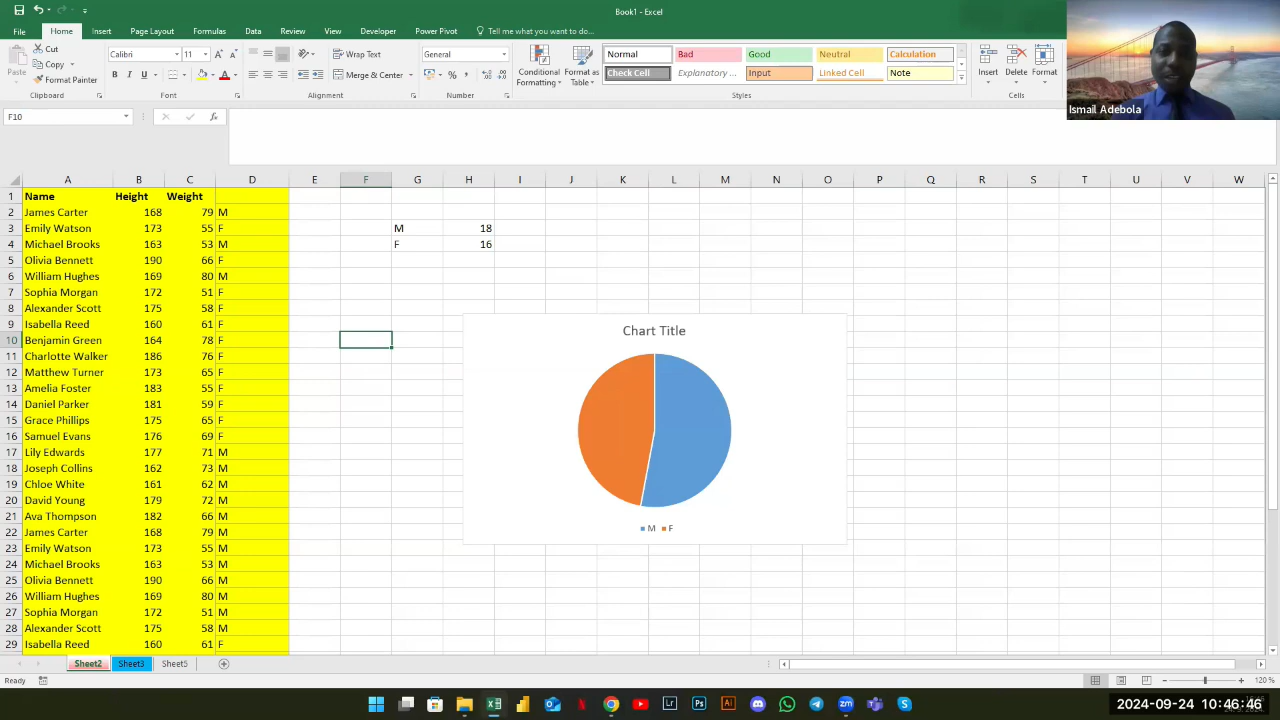 Book1 - Excel
File Home Insert Page Layout Formulas Data Review View Developer Power Pivot Tell me what you want to do...
Paste Cut Copy Format Painter
Calibri 11 Wrap Text General
B I U A Merge & Center % ,
Conditional Formatting Format as Table
Normal Bad Good Neutral Calculation
Check Cell Explanatory ... Input Linked Cell Note
Insert Delete Format
Clipboard Font Alignment Number Styles Cells
Ismail Adebola
F10 fx
A B C D E F G H I J K L M N O P Q R S T U V W
1 Name Height Weight
2 James Carter 168 79 M
3 Emily Watson 173 55 F M 18
4 Michael Brooks 163 53 M F 16
5 Olivia Bennett 190 66 F
6 William Hughes 169 80 M
7 Sophia Morgan 172 51 F
8 Alexander Scott 175 58 F
9 Isabella Reed 160 61 F
Chart Title
10 Benjamin Green 164 78 F
11 Charlotte Walker 186 76 F
12 Matthew Turner 173 65 F
13 Amelia Foster 183 55 F
14 Daniel Parker 181 59 F
15 Grace Phillips 175 65 F
16 Samuel Evans 176 69 F
17 Lily Edwards 177 71 M
18 Joseph Collins 162 73 M
19 Chloe White 161 62 M
20 David Young 179 72 M
21 Ava Thompson 182 66 M
M F
22 James Carter 168 79 M
23 Emily Watson 173 55 M
24 Michael Brooks 163 53 M
25 Olivia Bennett 190 66 M
26 William Hughes 169 80 M
27 Sophia Morgan 172 51 M
28 Alexander Scott 175 58 M
29 Isabella Reed 160 61 F
Sheet2 Sheet3 Sheet5
Ready 120 %
2024-09-24 10:46:46